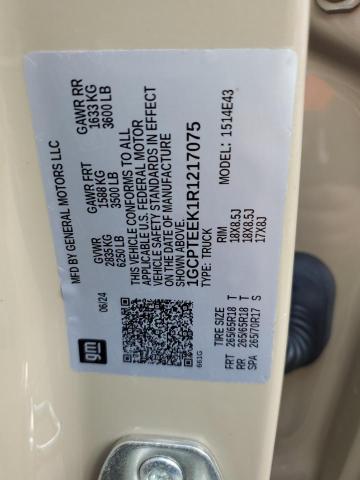 MFD BY GENERAL MOTORS LLC
GVWR GAWR FRT GAWR RR
2835 KG 1588 KG 1633 KG
6250 LB 3500 LB 3600 LB
THIS VEHICLE CONFORMS TO ALL
APPLICABLE U.S. FEDERAL MOTOR
VEHICLE SAFETY STANDARDS IN EFFECT
ON THE DATE OF MANUFACTURE
SHOWN ABOVE.
06/24
1GCPTEEK1R1217075
TYPE: TRUCK MODEL: 1514E43
TIRE SIZE RIM
FRT 265/65R18 T 18X8.5J
RR 265/65R18 T 18X8.5J
SPA 265/70R17 S 17X8J
gm
661G